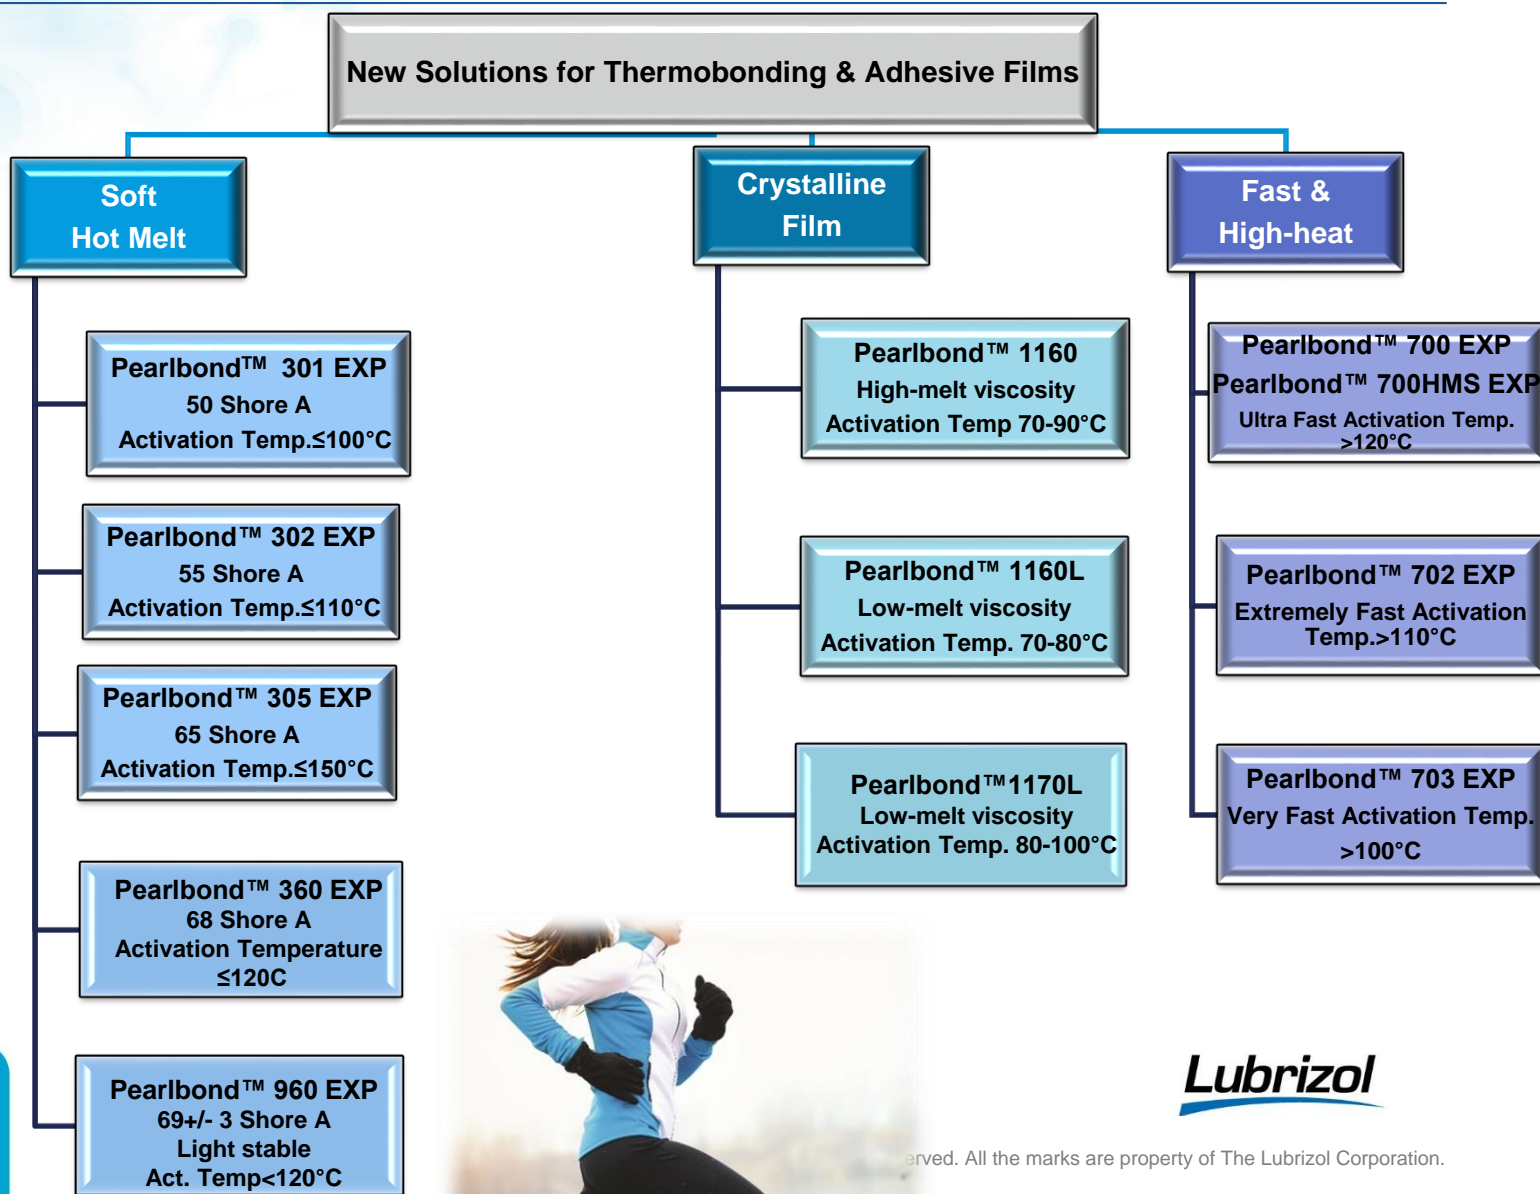 New Solutions for Thermobonding & Adhesive Films
Soft
Hot Melt
Pearlbond™ 301 EXP
50 Shore A
Activation Temp.≤100°C
Pearlbond™ 302 EXP
55 Shore A
Activation Temp.≤110°C
Pearlbond™ 305 EXP
65 Shore A
Activation Temp.≤150°C
Pearlbond™ 360 EXP
68 Shore A
Activation Temperature
≤120C
Pearlbond™ 960 EXP
69+/- 3 Shore A
Light stable
Act. Temp<120°C
Crystalline
Film
Pearlbond™ 1160
High-melt viscosity
Activation Temp 70-90°C
Pearlbond™ 1160L
Low-melt viscosity
Activation Temp. 70-80°C
Pearlbond™1170L
Low-melt viscosity
Activation Temp. 80-100°C
Fast &
High-heat
Pearlbond™ 700 EXP
Pearlbond™ 700HMS EXP
Ultra Fast Activation Temp.
>120°C
Pearlbond™ 702 EXP
Extremely Fast Activation
Temp.>110°C
Pearlbond™ 703 EXP
Very Fast Activation Temp.
>100°C
Lubrizol
erved. All the marks are property of The Lubrizol Corporation.